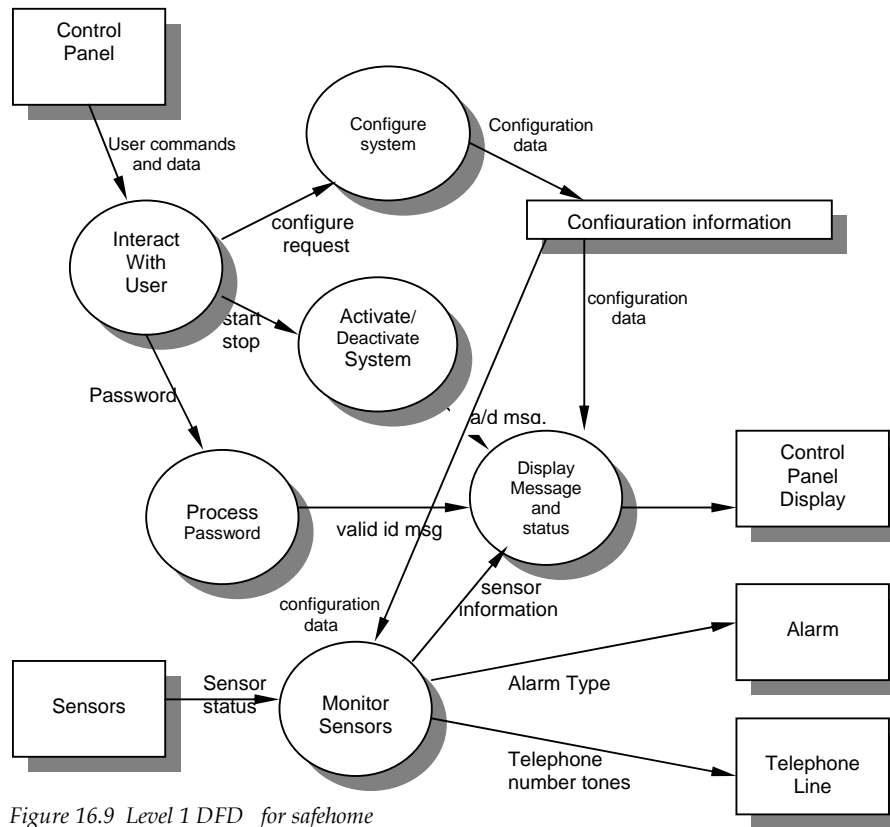 Control
Panel
User commands
and data
Configure
system
Configuration
data
Configuration information
Interact
With
User
configure
request
start
stop
Activate/
Deactivate
System
configuration
data
Password
a/d msg.
Process
Password
valid id msg
Display
Message
and
status
Control
Panel
Display
configuration
data
sensor
information
Sensors
Sensor
status
Monitor
Sensors
Alarm Type
Alarm
Telephone
number tones
Telephone
Line
Figure 16.9 Level 1 DFD for safehome